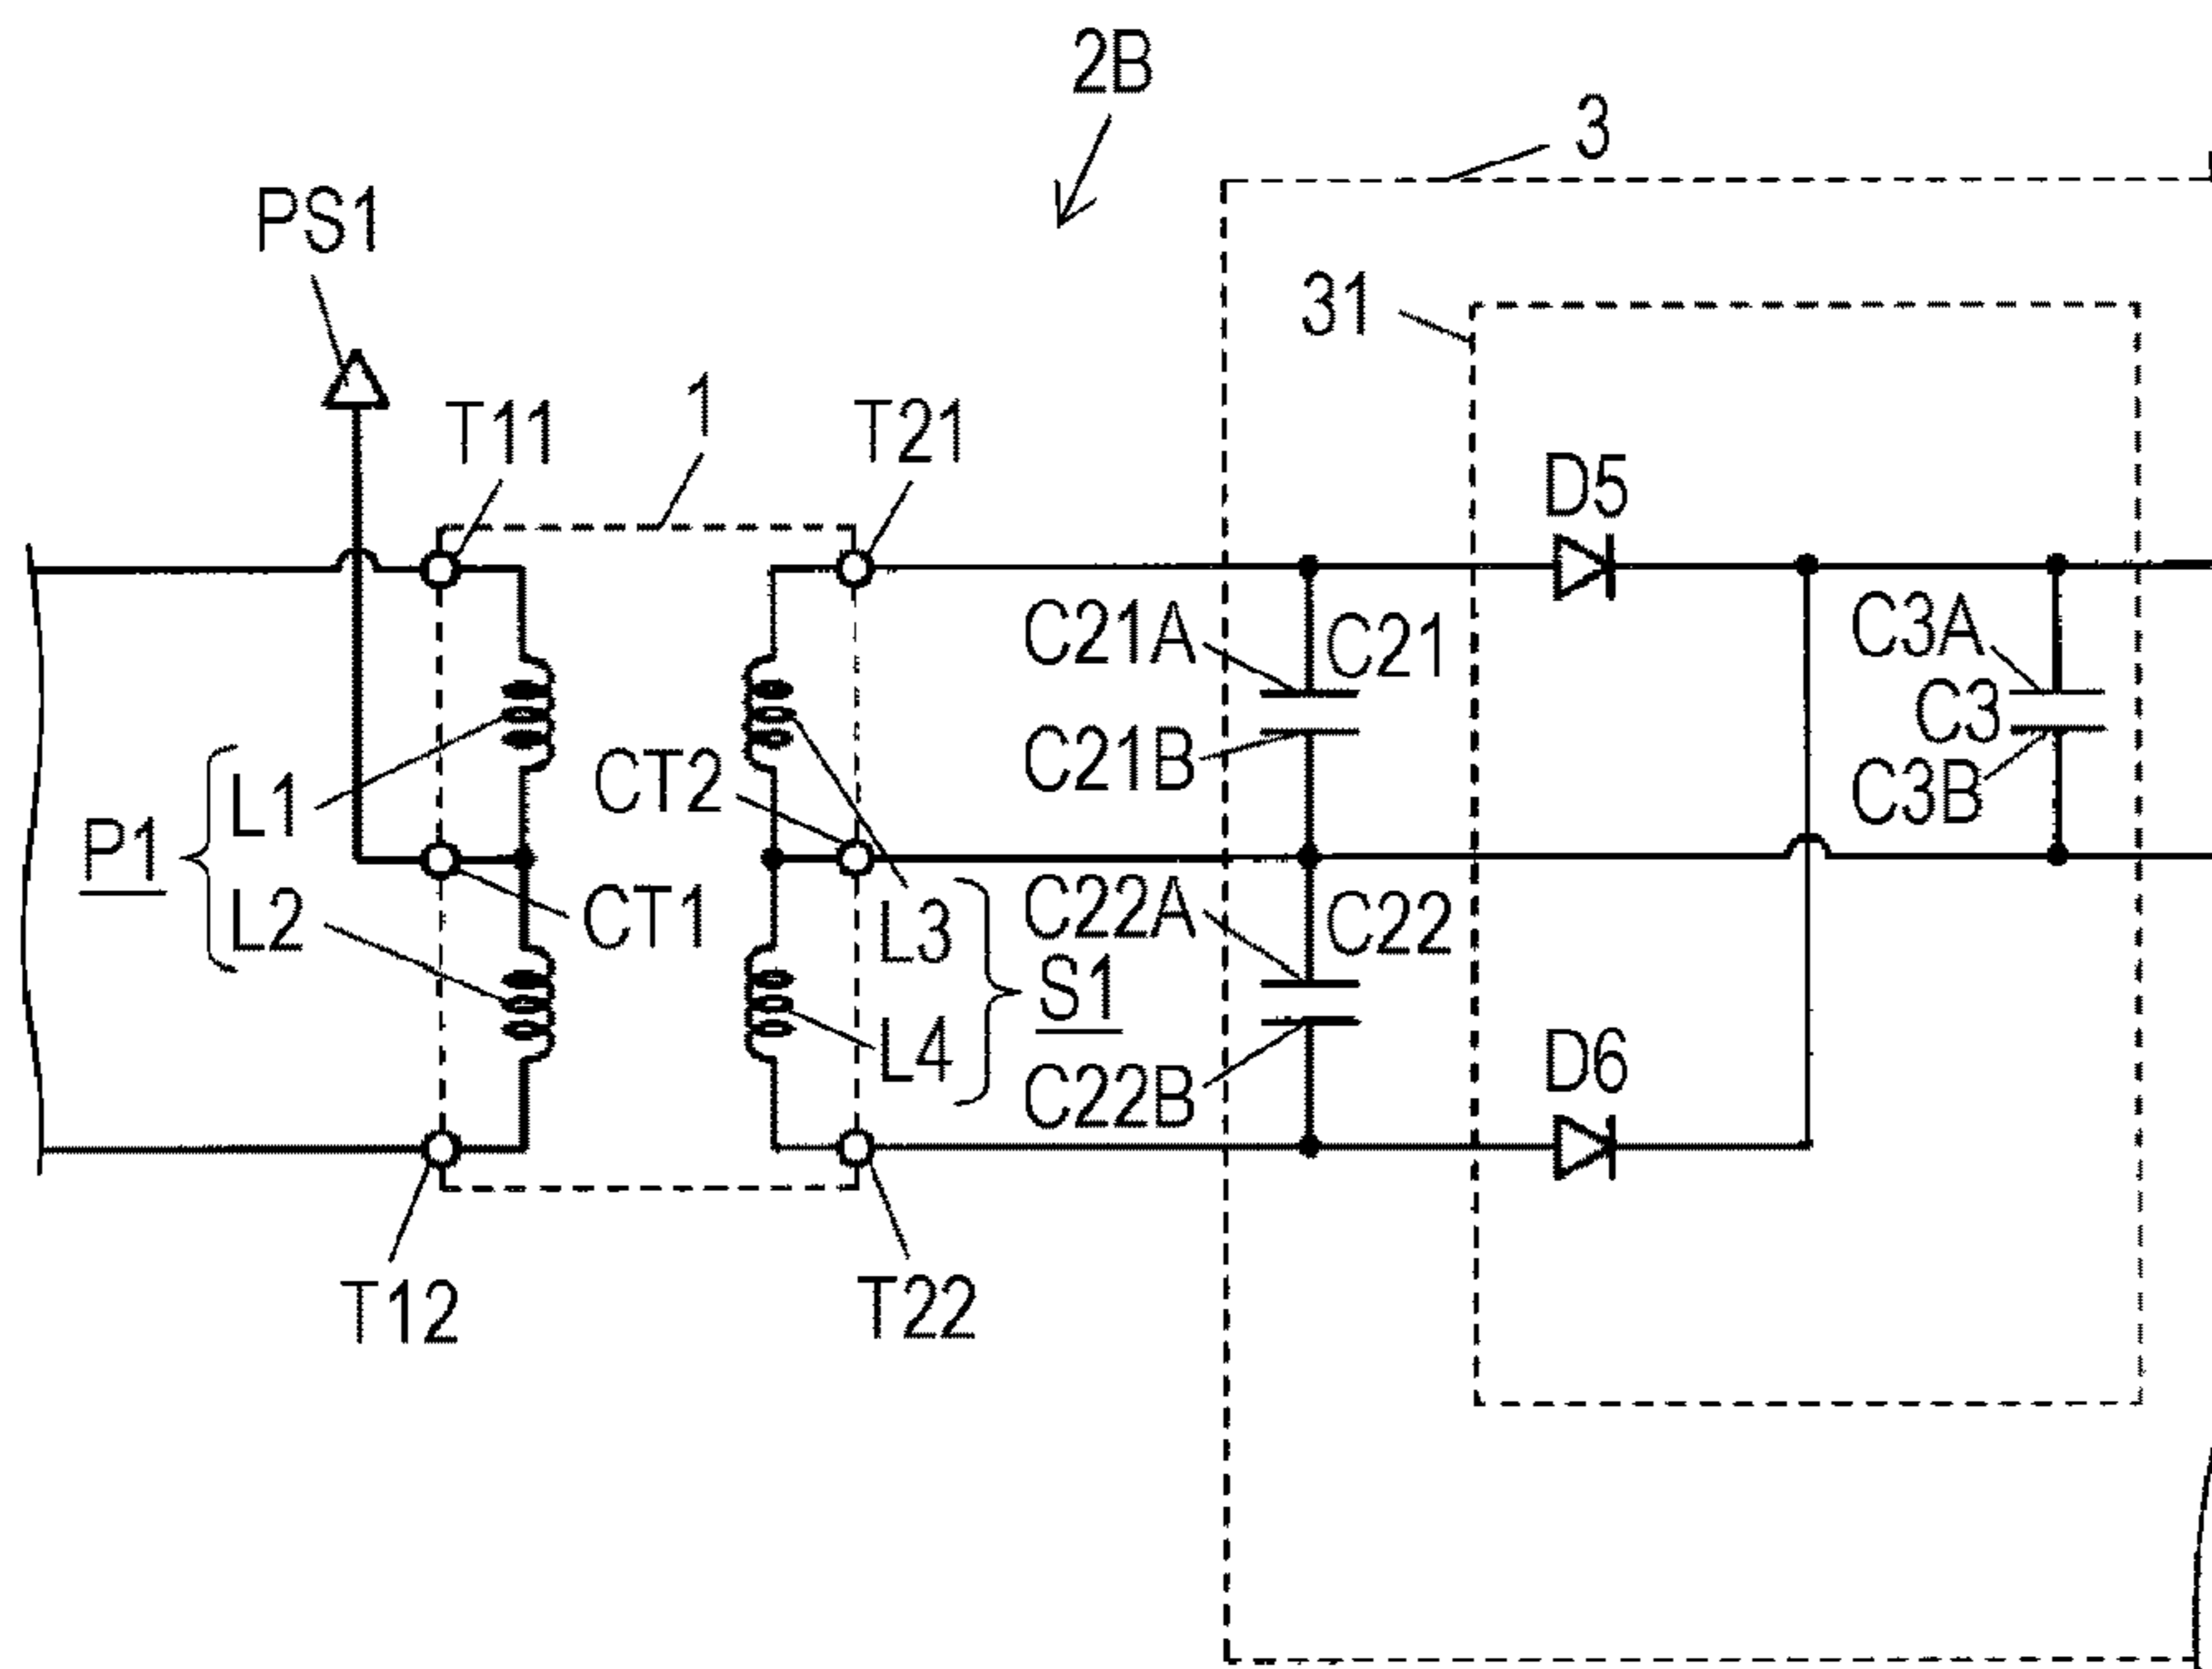 2B
3
PS1
31
1
T11
T21
D5
C21A
C21
C3A
C3
C21B
CT2
C3B
L1
P1
L2
CT1
C22A
C22
L3
S1
L4
C22B
D6
T12
T22